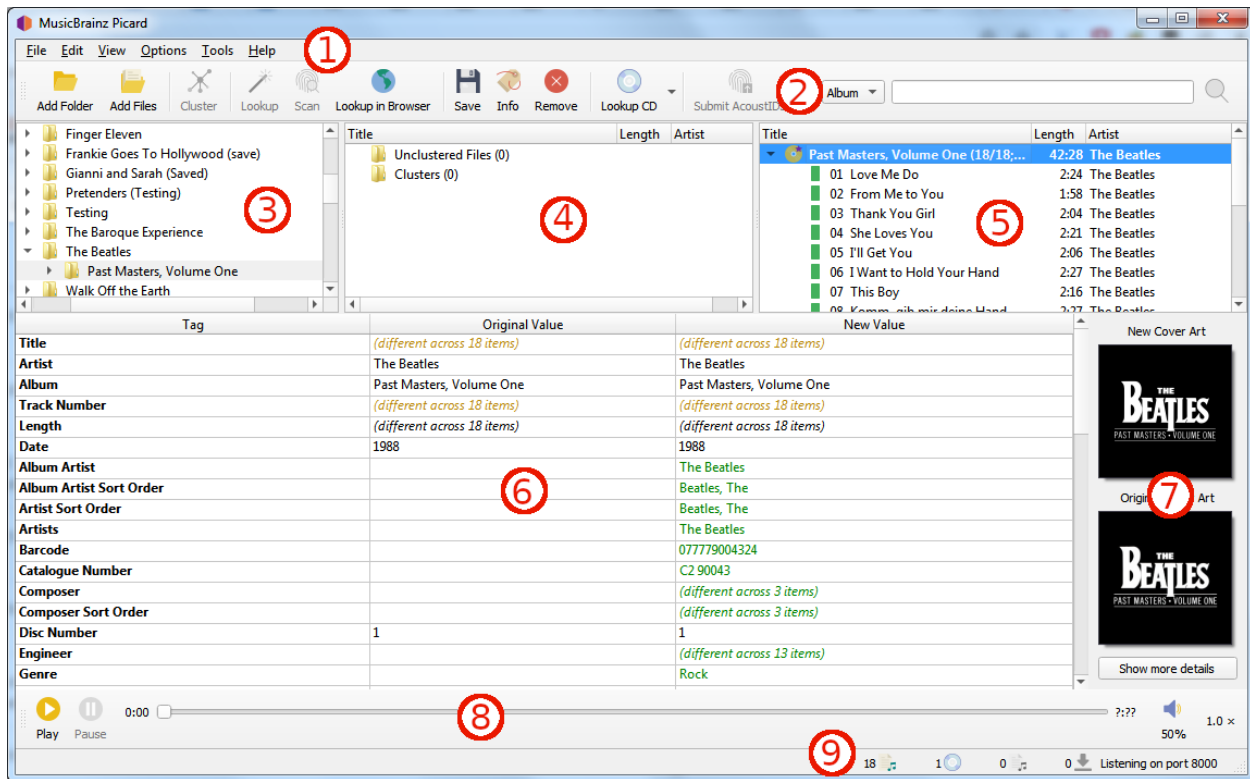 MusicBrainz Picard
File Edit View Options Tools Help
1
Add Folder Add Files Cluster Lookup Scan Lookup in Browser Save Info Remove Lookup CD Submit AcoustIDs 2 Album
Finger Eleven
Frankie Goes To Hollywood (save)
Gianni and Sarah (Saved)
Pretenders (Testing)
Testing
The Baroque Experience
The Beatles
Past Masters, Volume One
Walk Off the Earth
3
Title Length Artist
Unclustered Files (0)
Clusters (0)
4
Title Length Artist
Past Masters, Volume One (18/18;... 42:28 The Beatles
01 Love Me Do 2:24 The Beatles
02 From Me to You 1:58 The Beatles
03 Thank You Girl 2:04 The Beatles
04 She Loves You 2:21 The Beatles
05 I'll Get You 2:06 The Beatles
06 I Want to Hold Your Hand 2:27 The Beatles
07 This Boy 2:16 The Beatles
08 Komm, gib mir deine Hand 2:27 The Beatles
5
Tag Original Value New Value
Title (different across 18 items) (different across 18 items)
Artist The Beatles The Beatles
Album Past Masters, Volume One Past Masters, Volume One
Track Number (different across 18 items) (different across 18 items)
Length (different across 18 items) (different across 18 items)
Date 1988 1988
Album Artist The Beatles
Album Artist Sort Order Beatles, The
Artist Sort Order Beatles, The
Artists The Beatles
Barcode 077779004324
Catalogue Number C2 90043
Composer (different across 3 items)
Composer Sort Order (different across 3 items)
Disc Number 1 1
Engineer (different across 13 items)
Genre Rock
6
New Cover Art
THE
BEATLES
PAST MASTERS • VOLUME ONE
7
Art
THE
BEATLES
PAST MASTERS • VOLUME ONE
Show more details
Play Pause 0:00 8 ?:?? 50% 1.0 ×
9 18 1 0 0 Listening on port 8000